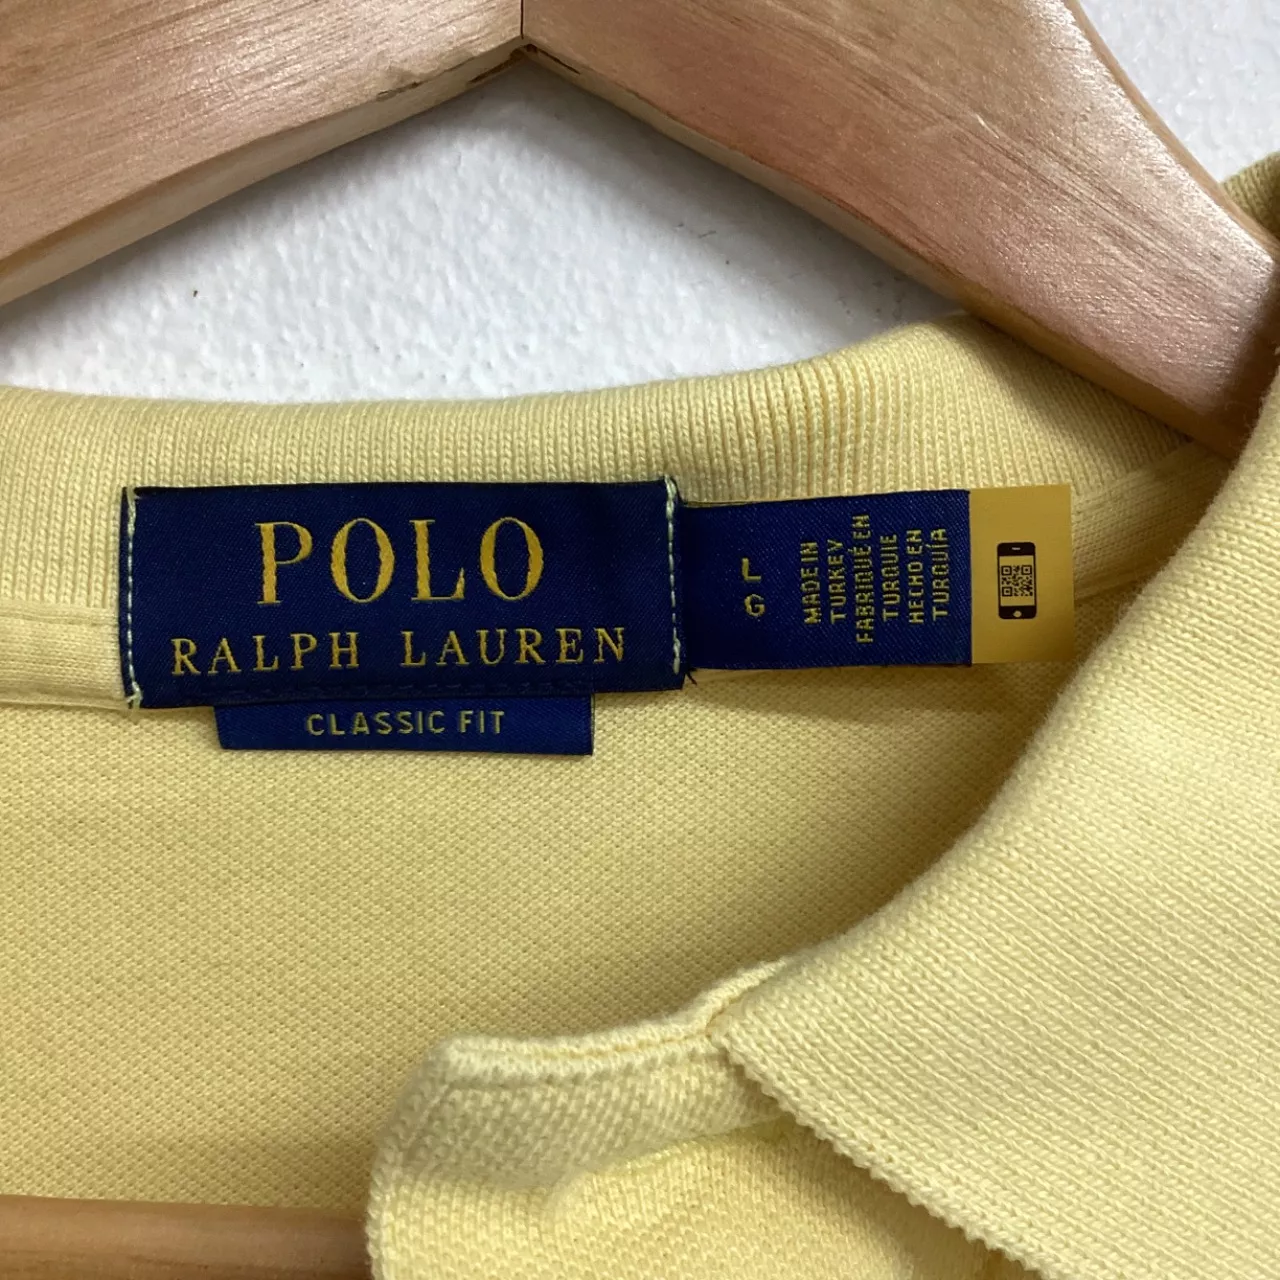 POLO
RALPH LAUREN
CLASSIC FIT
L
G
MADE IN
TURKEY
FABRIQUÉ EN
TURQUIE
HECHO EN
TURQUÍA